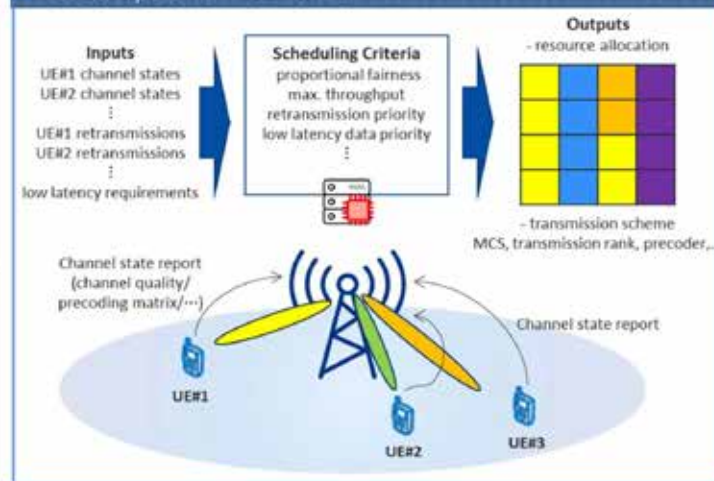 Inputs
UE#1 channel states
UE#2 channel states
⋮
UE#1 retransmissions
UE#2 retransmissions
⋮
low latency requirements
Scheduling Criteria
proportional fairness
max. throughput
retransmission priority
low latency data priority
⋮
Outputs
- resource allocation
- transmission scheme
MCS, transmission rank, precoder,..
Channel state report
(channel quality/
precoding matrix/⋯)
Channel state report
UE#1
UE#2
UE#3